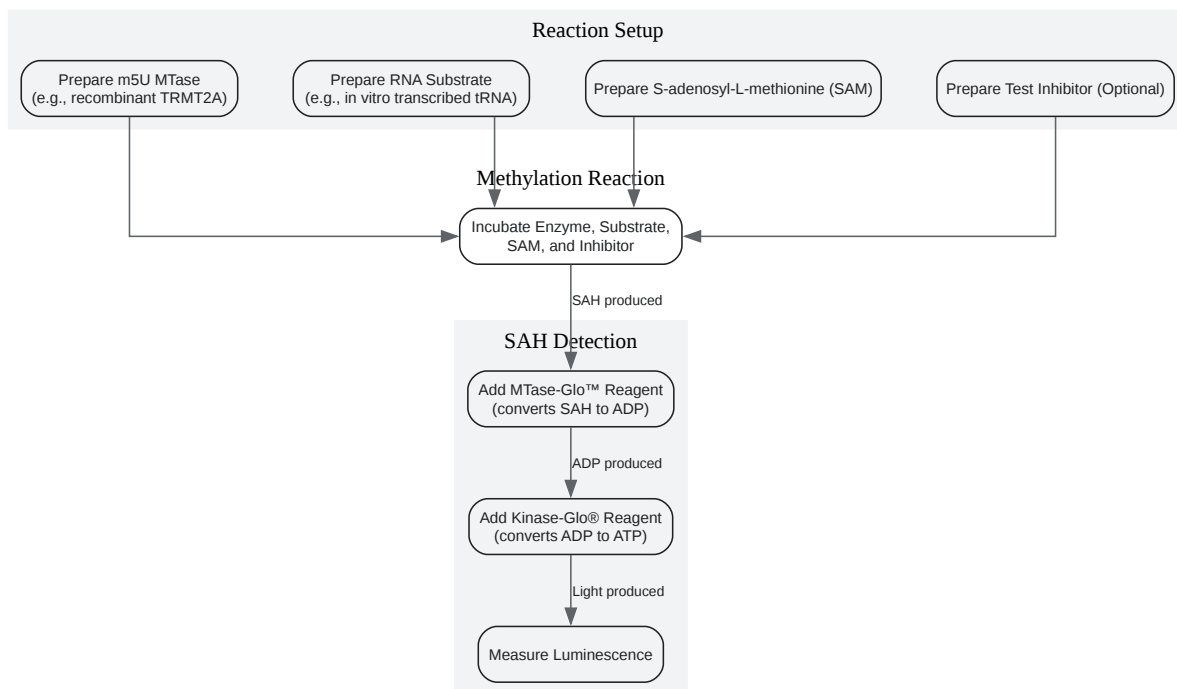 Reaction Setup
Prepare m5U MTase
(e.g., recombinant TRMT2A)
Prepare RNA Substrate
(e.g., in vitro transcribed tRNA)
Prepare S-adenosyl-L-methionine (SAM)
Prepare Test Inhibitor (Optional)
Methylation Reaction
Incubate Enzyme, Substrate,
SAM, and Inhibitor
SAH produced
SAH Detection
Add MTase-Glo™ Reagent
(converts SAH to ADP)
ADP produced
Add Kinase-Glo® Reagent
(converts ADP to ATP)
Light produced
Measure Luminescence